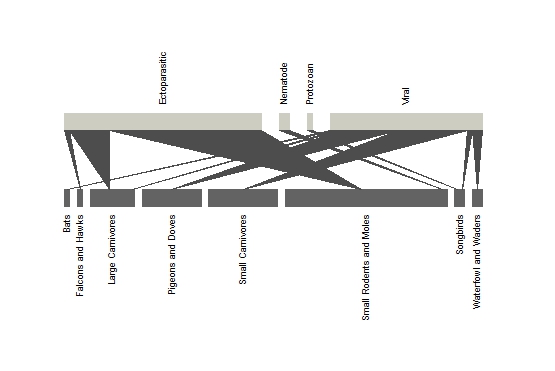 Bats
Falcons and Hawks
Large Carnivores
Pigeons and Doves
Small Carnivores
Small Rodents and Moles
Songbirds
Waterfowl and Waders
Ectoparasitic
Nematode
Protozoan
Viral